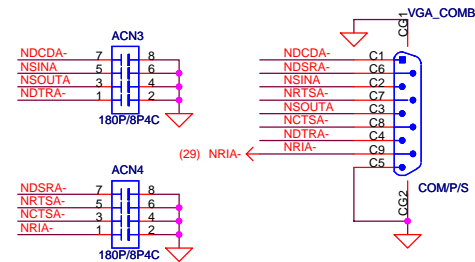 ACN3
NDCDA- 7 8
NSINA 5 6
NSOUTA 3 4
NDTRA- 1 2
180P/8P4C
ACN4
NDSRA- 7 8
NRTSA- 5 6
NCTSA- 3 4
NRIA- 1 2
180P/8P4C
VGA_COMB
CG1
NDCDA- C1
NDSRA- C6
NSINA C2
NRTSA- C7
NSOUTA C3
NCTSA- C8
NDTRA- C4
(29) NRIA- NRIA- C9
C5
CG2
COM/P/S